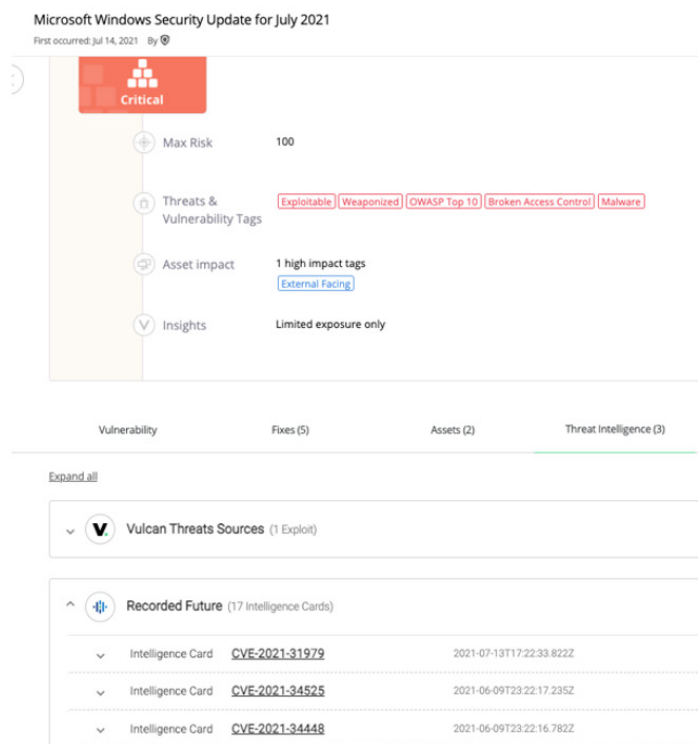 Microsoft Windows Security Update for July 2021
First occurred: Jul 14, 2021 By
Critical
Max Risk 100
Threats & Exploitable Weaponized OWASP Top 10 Broken Access Control Malware
Vulnerability Tags
Asset impact 1 high impact tags
External Facing
Insights Limited exposure only
Vulnerability Fixes (5) Assets (2) Threat Intelligence (3)
Expand all
V. Vulcan Threats Sources (1 Exploit)
Recorded Future (17 Intelligence Cards)
Intelligence Card CVE-2021-31979 2021-07-13T17:22:33.822Z
Intelligence Card CVE-2021-34525 2021-06-09T23:22:17.235Z
Intelligence Card CVE-2021-34448 2021-06-09T23:22:16.782Z